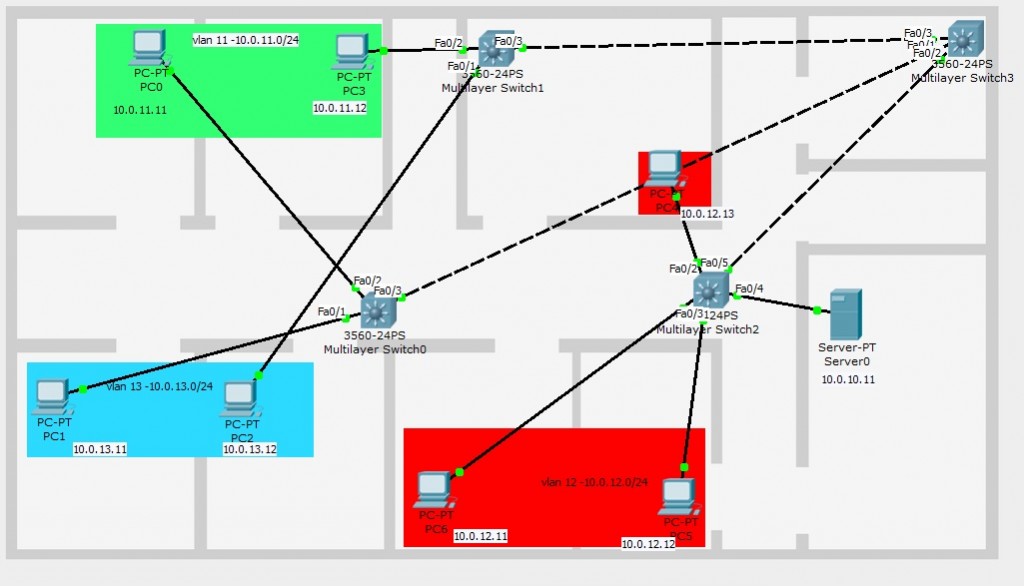 vlan 11 -10.0.11.0/24
PC-PT
PC0
10.0.11.11
PC-PT
PC3
10.0.11.12
Fa0/2
Fa0/3
Fa0/1
3560-24PS
Multilayer Switch1
Fa0/3
Fa0/1
Fa0/2
3560-24PS
Multilayer Switch3
10.0.12.13
Fa0/2
Fa0/5
Fa0/4
Fa0/3
Multilayer Switch2
Server-PT
Server0
10.0.10.11
Fa0/2
Fa0/3
Fa0/1
3560-24PS
Multilayer Switch0
vlan 13 -10.0.13.0/24
PC-PT
PC1
10.0.13.11
PC-PT
PC2
10.0.13.12
vlan 12 -10.0.12.0/24
PC-PT
PC6
10.0.12.11
PC-PT
PC5
10.0.12.12